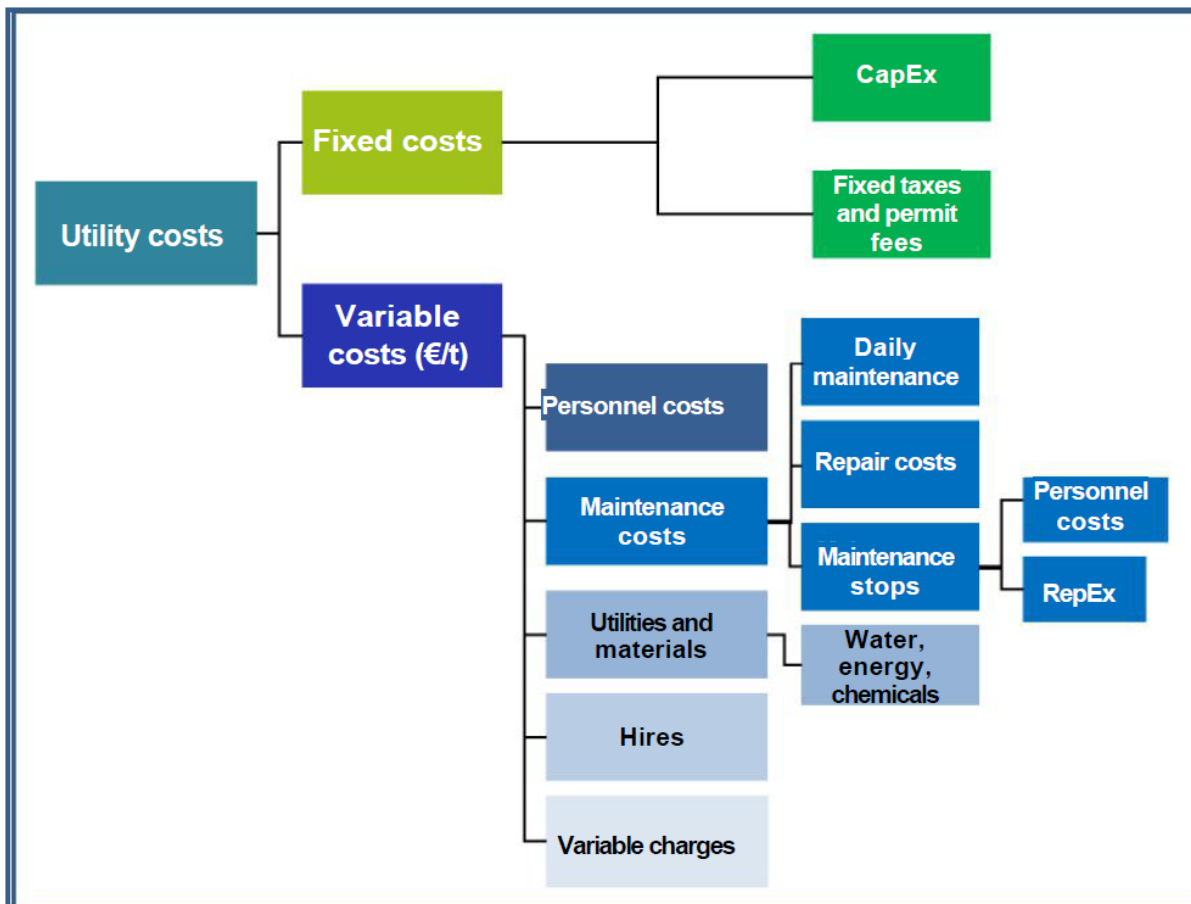 CapEx
Fixed costs
Fixed taxes
and permit
fees
Utility costs
Variable
costs (€/t)
Daily
maintenance
Personnel costs
Repair costs
Personnel
costs
Maintenance
costs
Maintenance
stops
RepEx
Utilities and
materials
Water,
energy,
chemicals
Hires
Variable charges